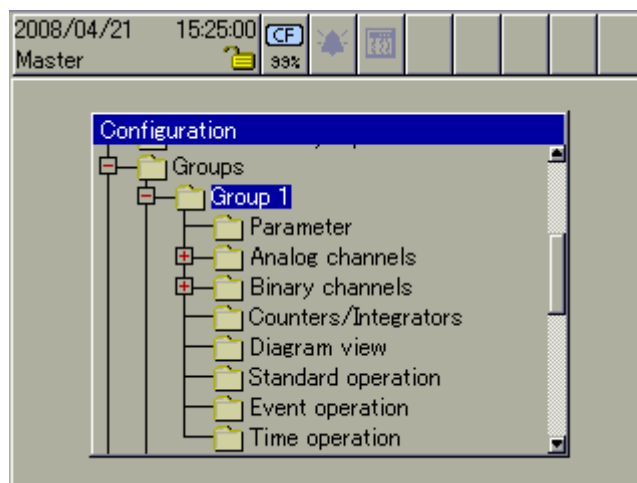 2008/04/21 15:25:00 CF
Master 99%
Configuration
Groups
Group 1
Parameter
Analog channels
Binary channels
Counters/Integrators
Diagram view
Standard operation
Event operation
Time operation